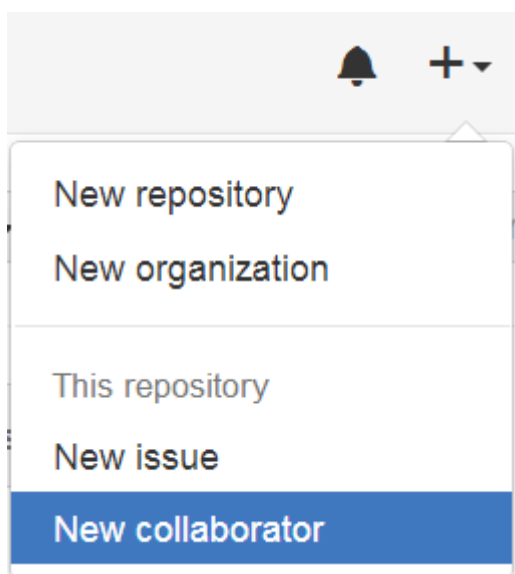 New repository
New organization
This repository
New issue
New collaborator